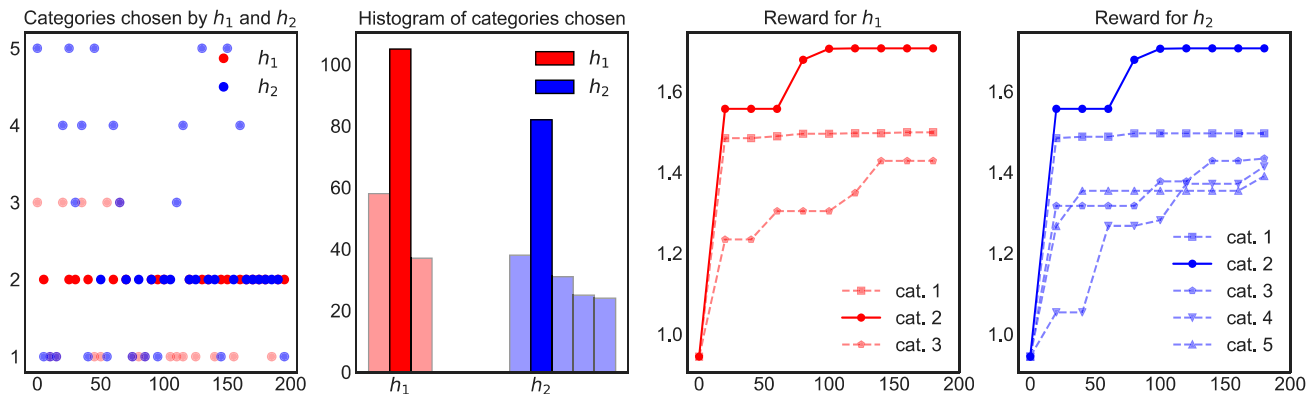 Categories chosen by h₁ and h₂
5
4
3
2
1
0
50
100
150
200
h₁
h₂
Histogram of categories chosen
100
80
60
40
20
0
h₁
h₂
h₁
h₂
Reward for h₁
1.6
1.4
1.2
1.0
0
50
100
150
200
cat. 1
cat. 2
cat. 3
Reward for h₂
1.6
1.4
1.2
1.0
0
50
100
150
200
cat. 1
cat. 2
cat. 3
cat. 4
cat. 5